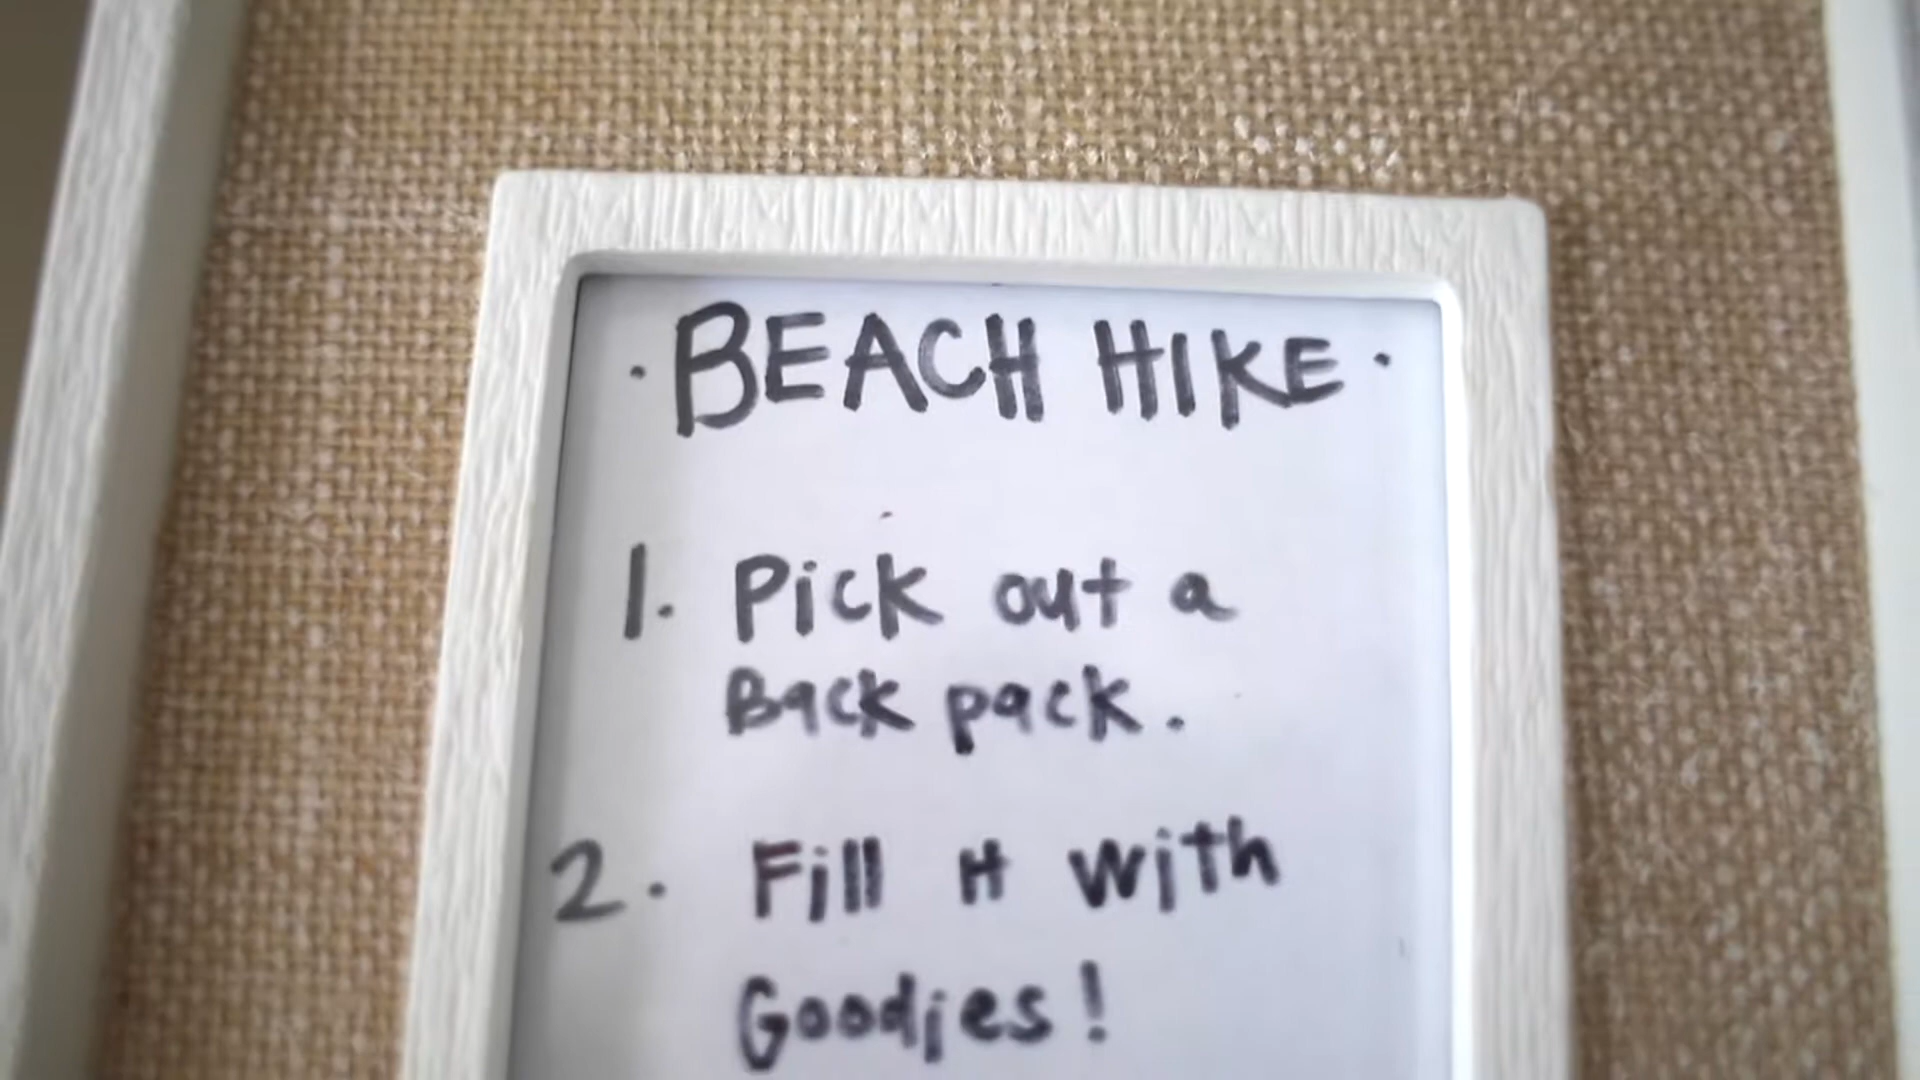 · BEACH HIKE ·
1. Pick out a
Back pack.
2. Fill it with
Goodies!